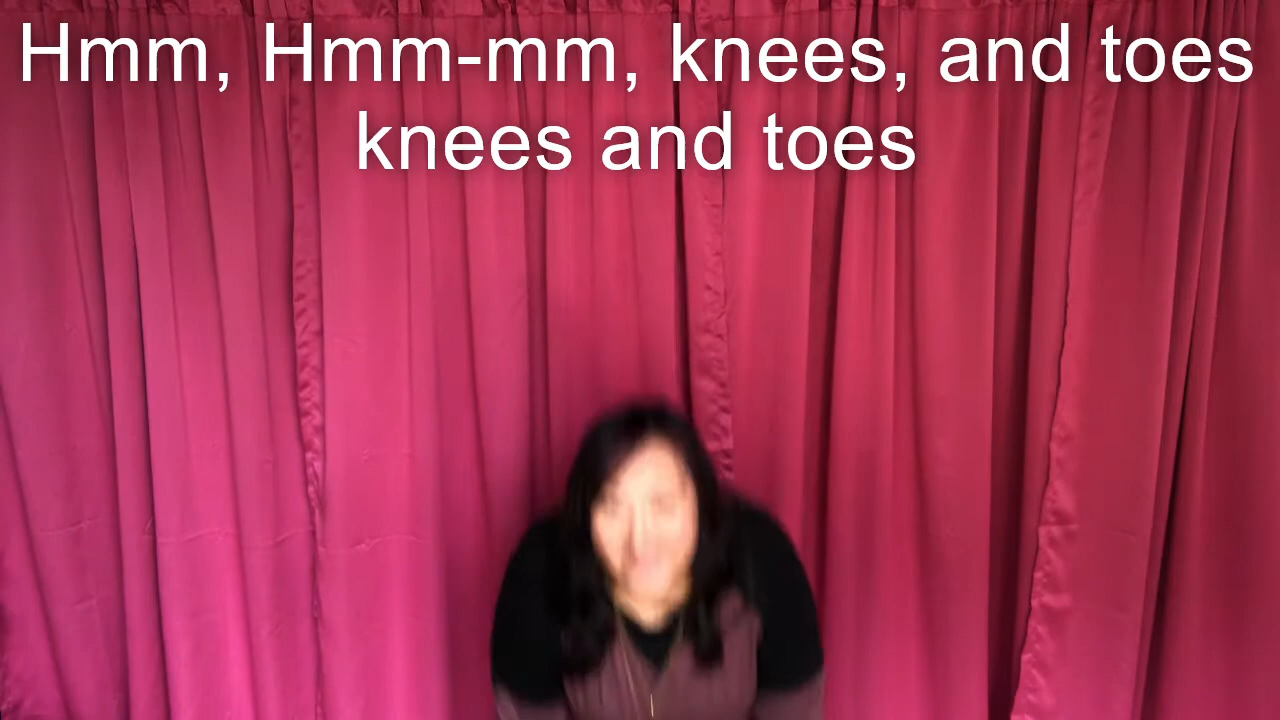 Hmm, Hmm-mm, knees, and toes
knees and toes